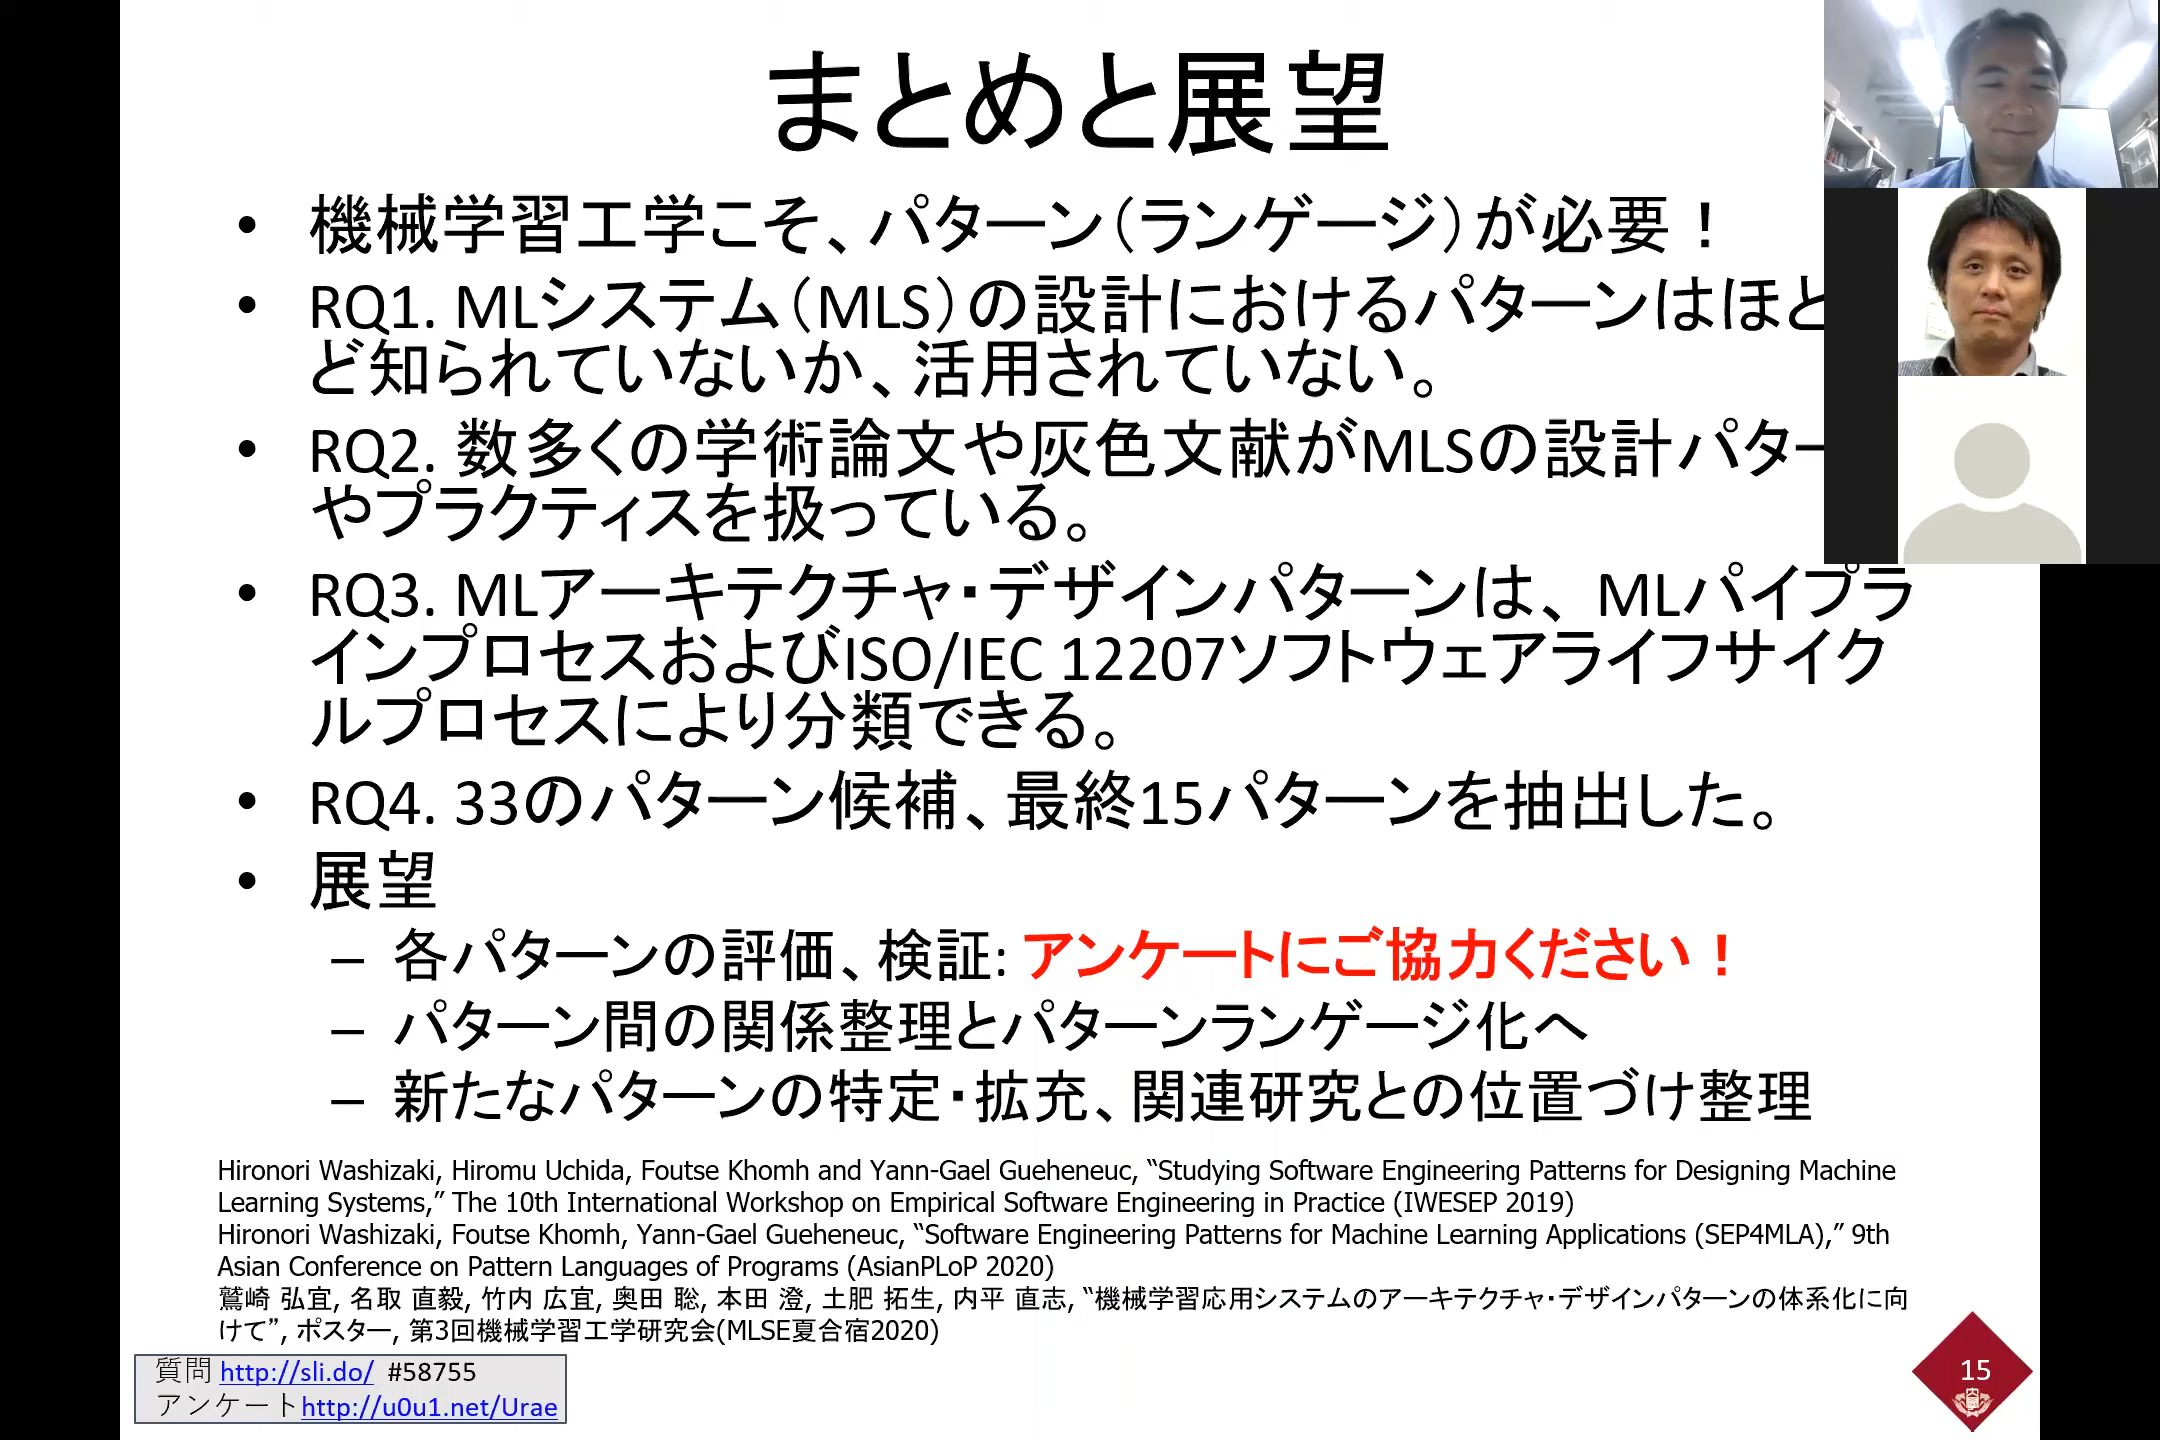 まとめと展望
• 機械学習工学こそ、パターン（ランゲージ）が必要！
• RQ1. MLシステム（MLS）の設計におけるパターンはほと
ど知られていないか、活用されていない。
• RQ2. 数多くの学術論文や灰色文献がMLSの設計パター
やプラクティスを扱っている。
• RQ3. MLアーキテクチャ・デザインパターンは、MLパイプラ
インプロセスおよびISO/IEC 12207ソフトウェアライフサイク
ルプロセスにより分類できる。
• RQ4. 33のパターン候補、最終15パターンを抽出した。
• 展望
– 各パターンの評価、検証: アンケートにご協力ください！
– パターン間の関係整理とパターンランゲージ化へ
– 新たなパターンの特定・拡充、関連研究との位置づけ整理
Hironori Washizaki, Hiromu Uchida, Foutse Khomh and Yann-Gael Gueheneuc, “Studying Software Engineering Patterns for Designing Machine
Learning Systems,” The 10th International Workshop on Empirical Software Engineering in Practice (IWESEP 2019)
Hironori Washizaki, Foutse Khomh, Yann-Gael Gueheneuc, “Software Engineering Patterns for Machine Learning Applications (SEP4MLA),” 9th
Asian Conference on Pattern Languages of Programs (AsianPLoP 2020)
鷲崎 弘宜, 名取 直毅, 竹内 広宜, 奥田 聡, 本田 澄, 土肥 拓生, 内平 直志, “機械学習応用システムのアーキテクチャ・デザインパターンの体系化に向
けて”, ポスター, 第3回機械学習工学研究会(MLSE夏合宿2020)
質問 http://sli.do/ #58755
アンケート http://u0u1.net/Urae
15